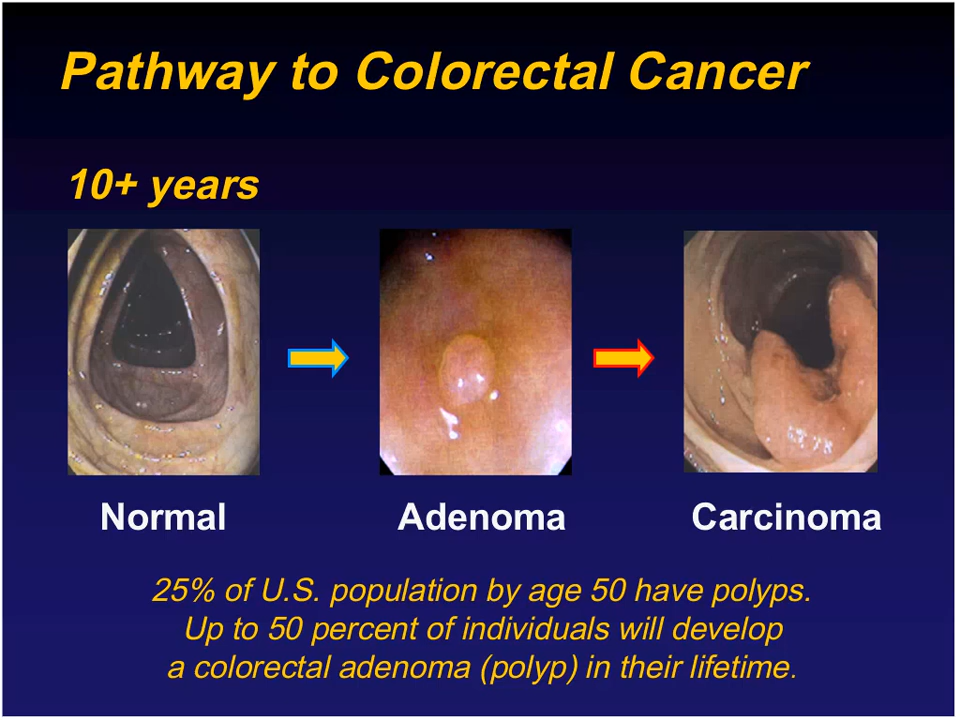 Pathway to Colorectal Cancer
10+ years
Normal
Adenoma
Carcinoma
25% of U.S. population by age 50 have polyps.
Up to 50 percent of individuals will develop
a colorectal adenoma (polyp) in their lifetime.